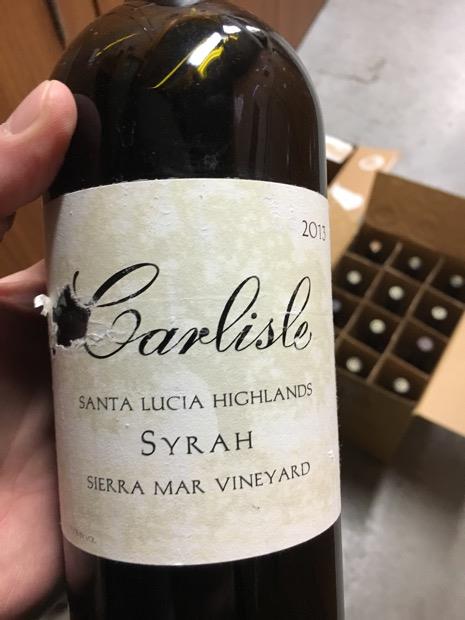 2013
Carlisle
SANTA LUCIA HIGHLANDS
SYRAH
SIERRA MAR VINEYARD